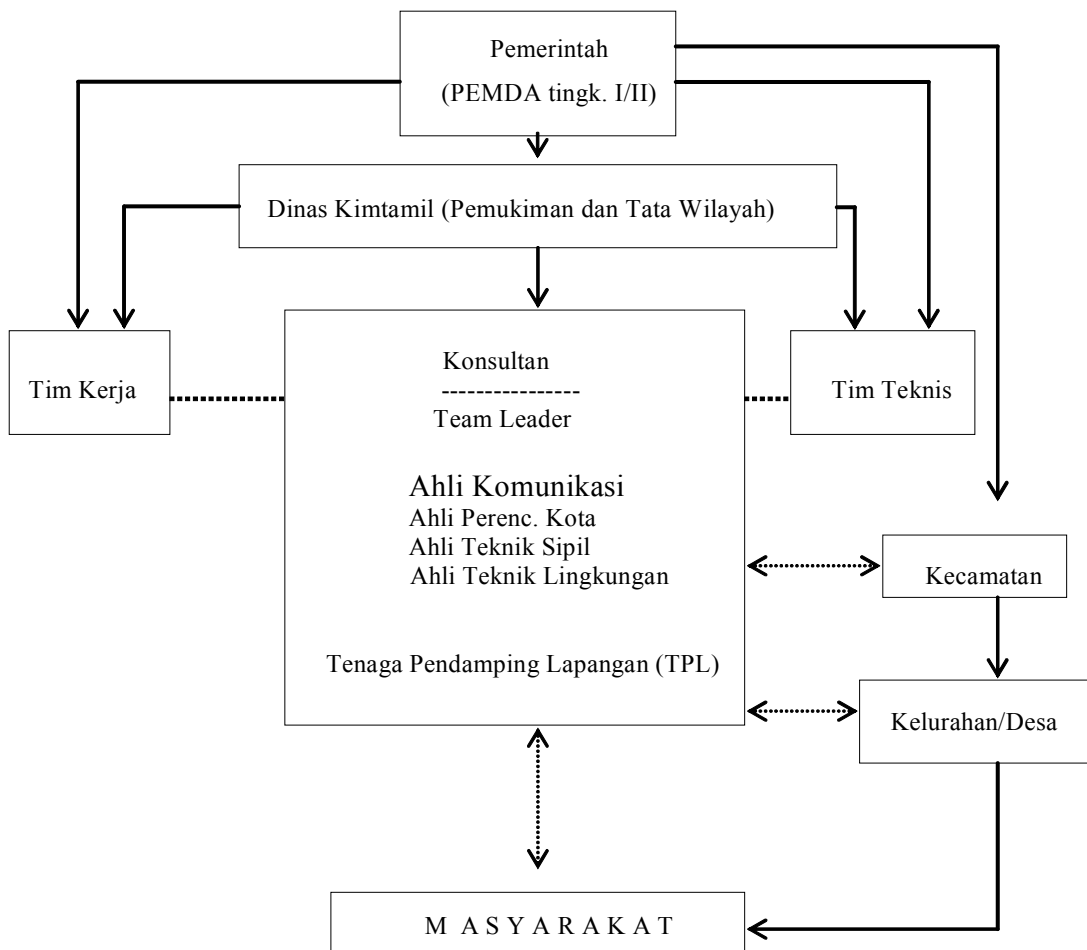 Pemerintah
(PEMDA tingk. I/II)
Dinas Kimtamil (Pemukiman dan Tata Wilayah)
Tim Kerja
Konsultan
----------------
Team Leader
Tim Teknis
Ahli Komunikasi
Ahli Perenc. Kota
Ahli Teknik Sipil
Ahli Teknik Lingkungan
Kecamatan
Tenaga Pendamping Lapangan (TPL)
Kelurahan/Desa
M A S Y A R A K A T